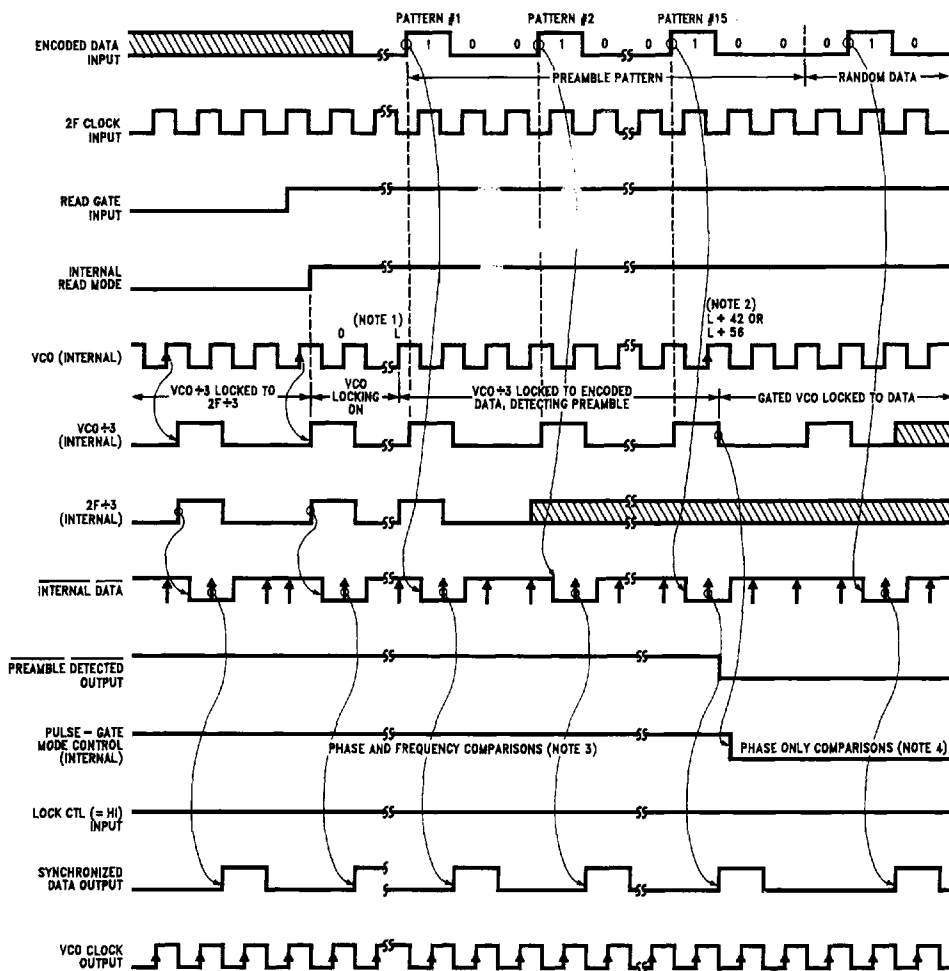 PATTERN #1 PATTERN #2 PATTERN #15
ENCODED DATA
INPUT
1 0 0 1 0 0 0 1 0 0 0 1 0
PREAMBLE PATTERN RANDOM DATA
2F CLOCK
INPUT
READ GATE
INPUT
INTERNAL
READ MODE
(NOTE 1)
0 L
(NOTE 2)
L + 42 OR
L + 56
VCO (INTERNAL)
VCO÷3 LOCKED TO
2F÷3
VCO
LOCKING
ON
VCO÷3 LOCKED TO ENCODED
DATA, DETECTING PREAMBLE
GATED VCO LOCKED TO DATA
VCO÷3
(INTERNAL)
2F÷3
(INTERNAL)
INTERNAL DATA
PREAMBLE DETECTED
OUTPUT
PULSE – GATE
MODE CONTROL
(INTERNAL)
PHASE AND FREQUENCY COMPARISONS (NOTE 3)
PHASE ONLY COMPARISONS (NOTE 4)
LOCK CTL (= HI)
INPUT
SYNCHRONIZED
DATA OUTPUT
VCO CLOCK
OUTPUT